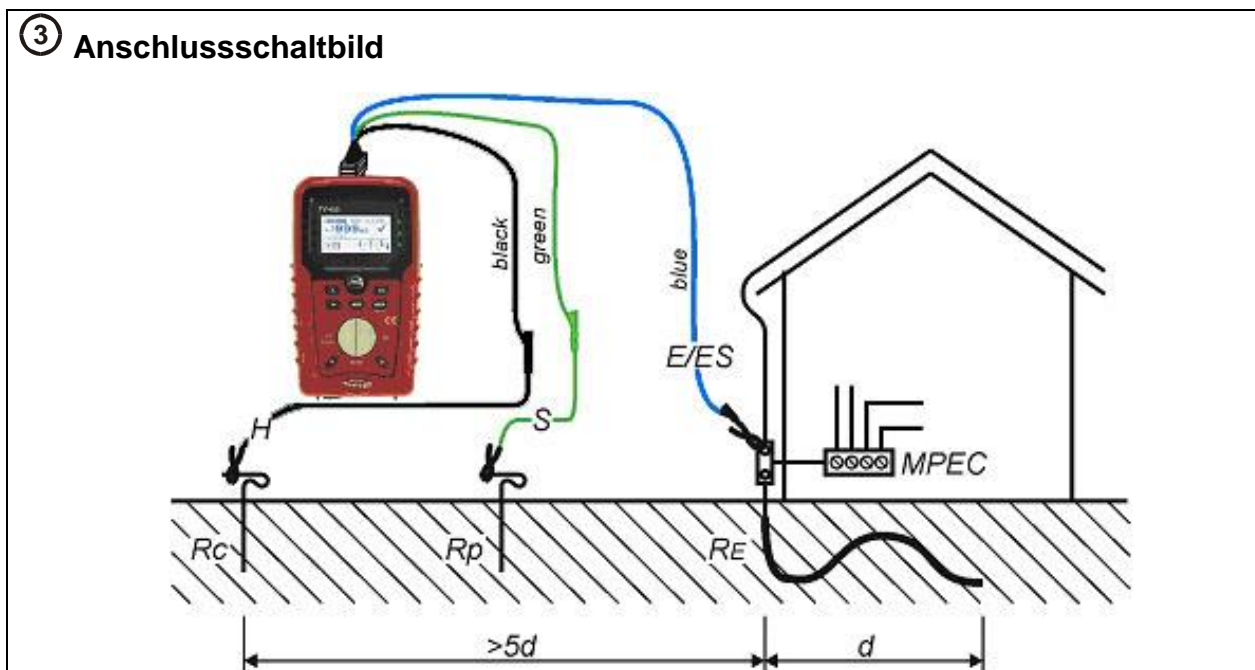 ③ Anschlussschaltbild
black
green
blue
E/ES
H
S
MPEC
Rc
Rp
RE
>5d
d